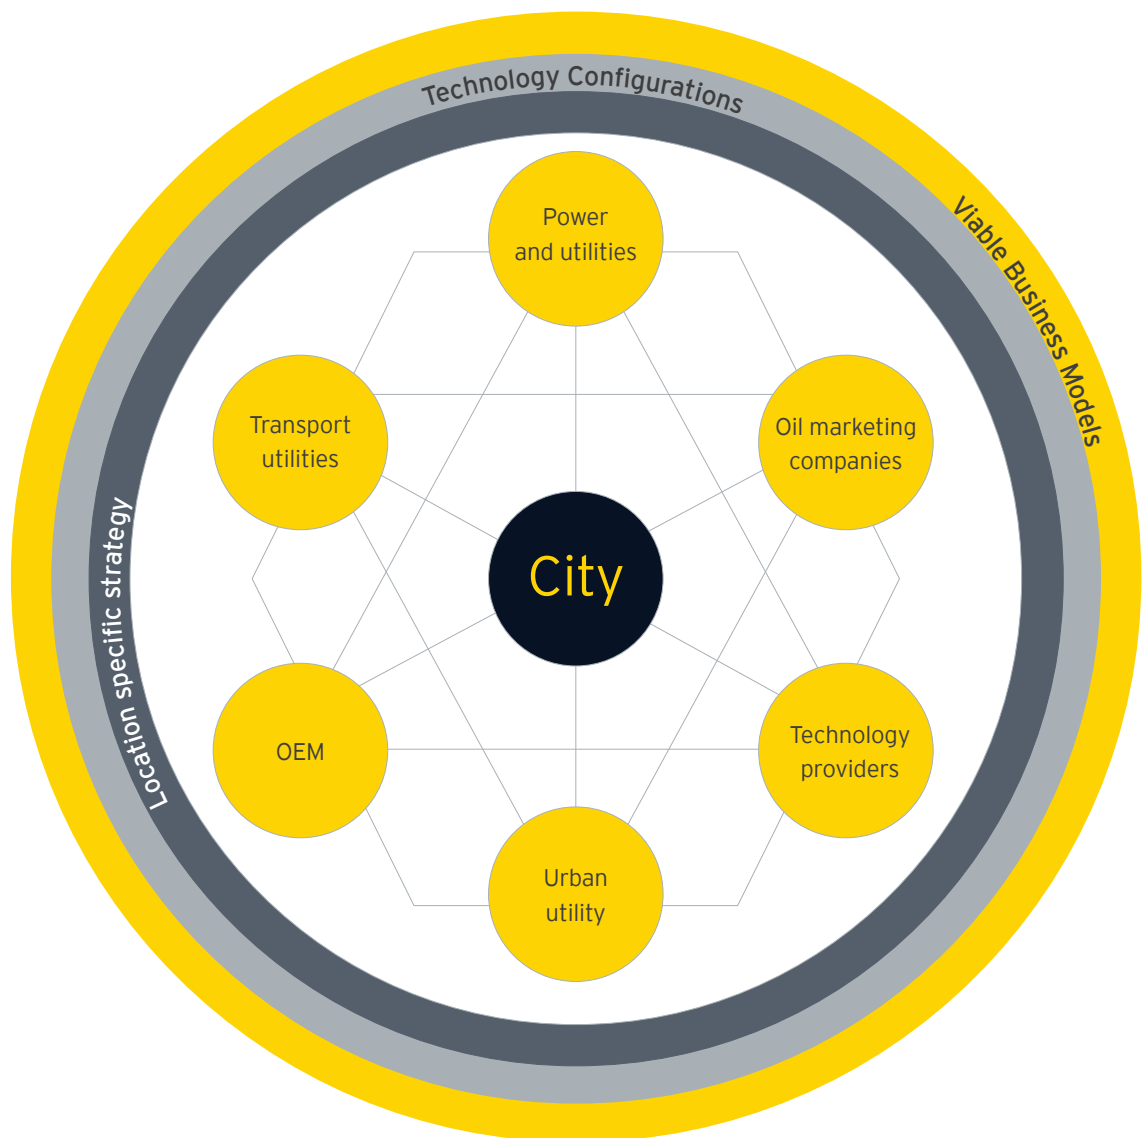 Technology Configurations
Viable Business Models
Location specific strategy
Power
and utilities
Transport
utilities
Oil marketing
companies
City
OEM
Technology
providers
Urban
utility